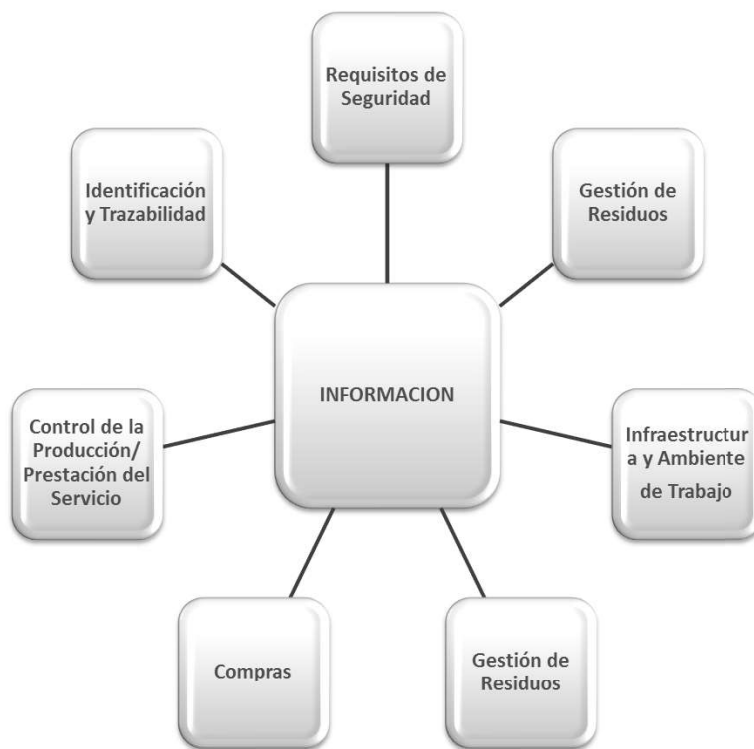 Requisitos de
Seguridad
Identificación
y Trazabilidad
Gestión de
Residuos
INFORMACION
Control de la
Producción/
Prestación del
Servicio
Infraestructur
a y Ambiente
de Trabajo
Compras
Gestión de
Residuos